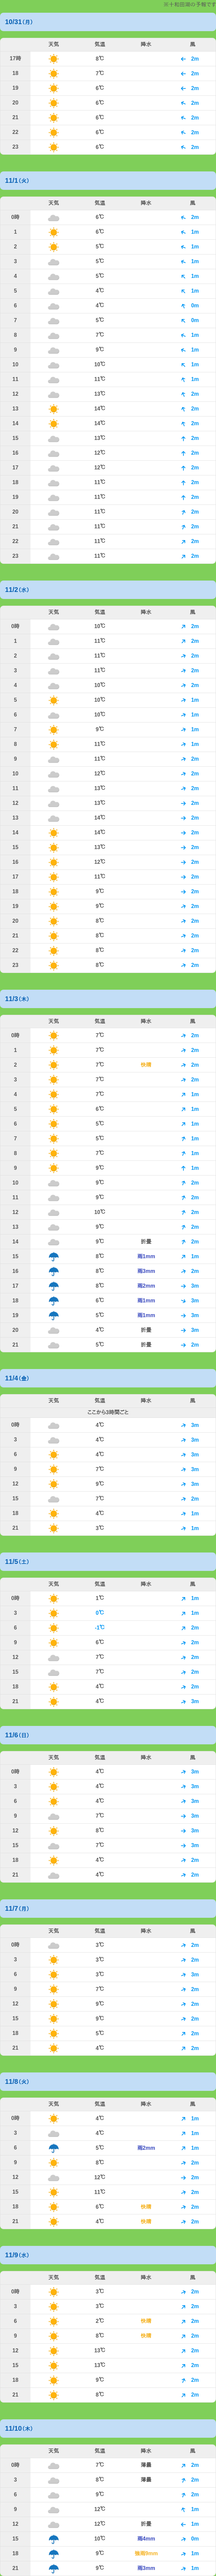 ※十和田湖の予報です
10/31(月)
天気 気温 降水 風
17時 8℃ 2m
18 7℃ 2m
19 6℃ 2m
20 6℃ 2m
21 6℃ 2m
22 6℃ 2m
23 6℃ 2m
11/1(火)
天気 気温 降水 風
0時 6℃ 2m
1 6℃ 1m
2 5℃ 1m
3 5℃ 1m
4 5℃ 1m
5 4℃ 1m
6 4℃ 0m
7 5℃ 0m
8 7℃ 1m
9 9℃ 1m
10 10℃ 1m
11 11℃ 1m
12 13℃ 2m
13 14℃ 2m
14 14℃ 2m
15 13℃ 2m
16 12℃ 2m
17 12℃ 2m
18 11℃ 2m
19 11℃ 2m
20 11℃ 2m
21 11℃ 2m
22 11℃ 2m
23 11℃ 2m
11/2(水)
天気 気温 降水 風
0時 10℃ 2m
1 11℃ 2m
2 11℃ 2m
3 11℃ 2m
4 10℃ 2m
5 10℃ 1m
6 10℃ 1m
7 9℃ 1m
8 11℃ 1m
9 11℃ 2m
10 12℃ 2m
11 13℃ 2m
12 13℃ 2m
13 14℃ 2m
14 14℃ 2m
15 13℃ 2m
16 12℃ 2m
17 11℃ 2m
18 9℃ 2m
19 9℃ 2m
20 8℃ 2m
21 8℃ 2m
22 8℃ 2m
23 8℃ 2m
11/3(木)
天気 気温 降水 風
0時 7℃ 2m
1 7℃ 2m
2 7℃ 快晴 2m
3 7℃ 2m
4 7℃ 1m
5 6℃ 1m
6 5℃ 1m
7 5℃ 1m
8 7℃ 1m
9 9℃ 1m
10 9℃ 2m
11 9℃ 2m
12 10℃ 2m
13 9℃ 2m
14 9℃ 折畳 2m
15 8℃ 雨1mm 1m
16 8℃ 雨3mm 2m
17 8℃ 雨2mm 3m
18 6℃ 雨1mm 3m
19 5℃ 雨1mm 3m
20 4℃ 折畳 3m
21 5℃ 折畳 2m
11/4(金)
天気 気温 降水 風
ここから3時間ごと
0時 4℃ 3m
3 4℃ 3m
6 4℃ 3m
9 7℃ 3m
12 9℃ 3m
15 7℃ 2m
18 4℃ 1m
21 3℃ 1m
11/5(土)
天気 気温 降水 風
0時 1℃ 1m
3 0℃ 1m
6 -1℃ 2m
9 6℃ 2m
12 7℃ 2m
15 7℃ 2m
18 4℃ 2m
21 4℃ 3m
11/6(日)
天気 気温 降水 風
0時 4℃ 3m
3 4℃ 3m
6 4℃ 3m
9 7℃ 3m
12 8℃ 3m
15 7℃ 3m
18 4℃ 2m
21 4℃ 2m
11/7(月)
天気 気温 降水 風
0時 3℃ 2m
3 3℃ 2m
6 3℃ 3m
9 7℃ 2m
12 9℃ 2m
15 9℃ 2m
18 5℃ 2m
21 4℃ 2m
11/8(火)
天気 気温 降水 風
0時 4℃ 1m
3 4℃ 1m
6 5℃ 雨2mm 1m
9 8℃ 2m
12 12℃ 2m
15 11℃ 2m
18 6℃ 快晴 2m
21 4℃ 快晴 2m
11/9(水)
天気 気温 降水 風
0時 3℃ 2m
3 3℃ 2m
6 2℃ 快晴 2m
9 8℃ 快晴 2m
12 13℃ 2m
15 13℃ 2m
18 9℃ 2m
21 8℃ 2m
11/10(木)
天気 気温 降水 風
0時 7℃ 薄曇 2m
3 8℃ 薄曇 2m
6 9℃ 2m
9 12℃ 1m
12 12℃ 折畳 1m
15 10℃ 雨4mm 0m
18 9℃ 1m
21 9℃ 雨3mm 1m